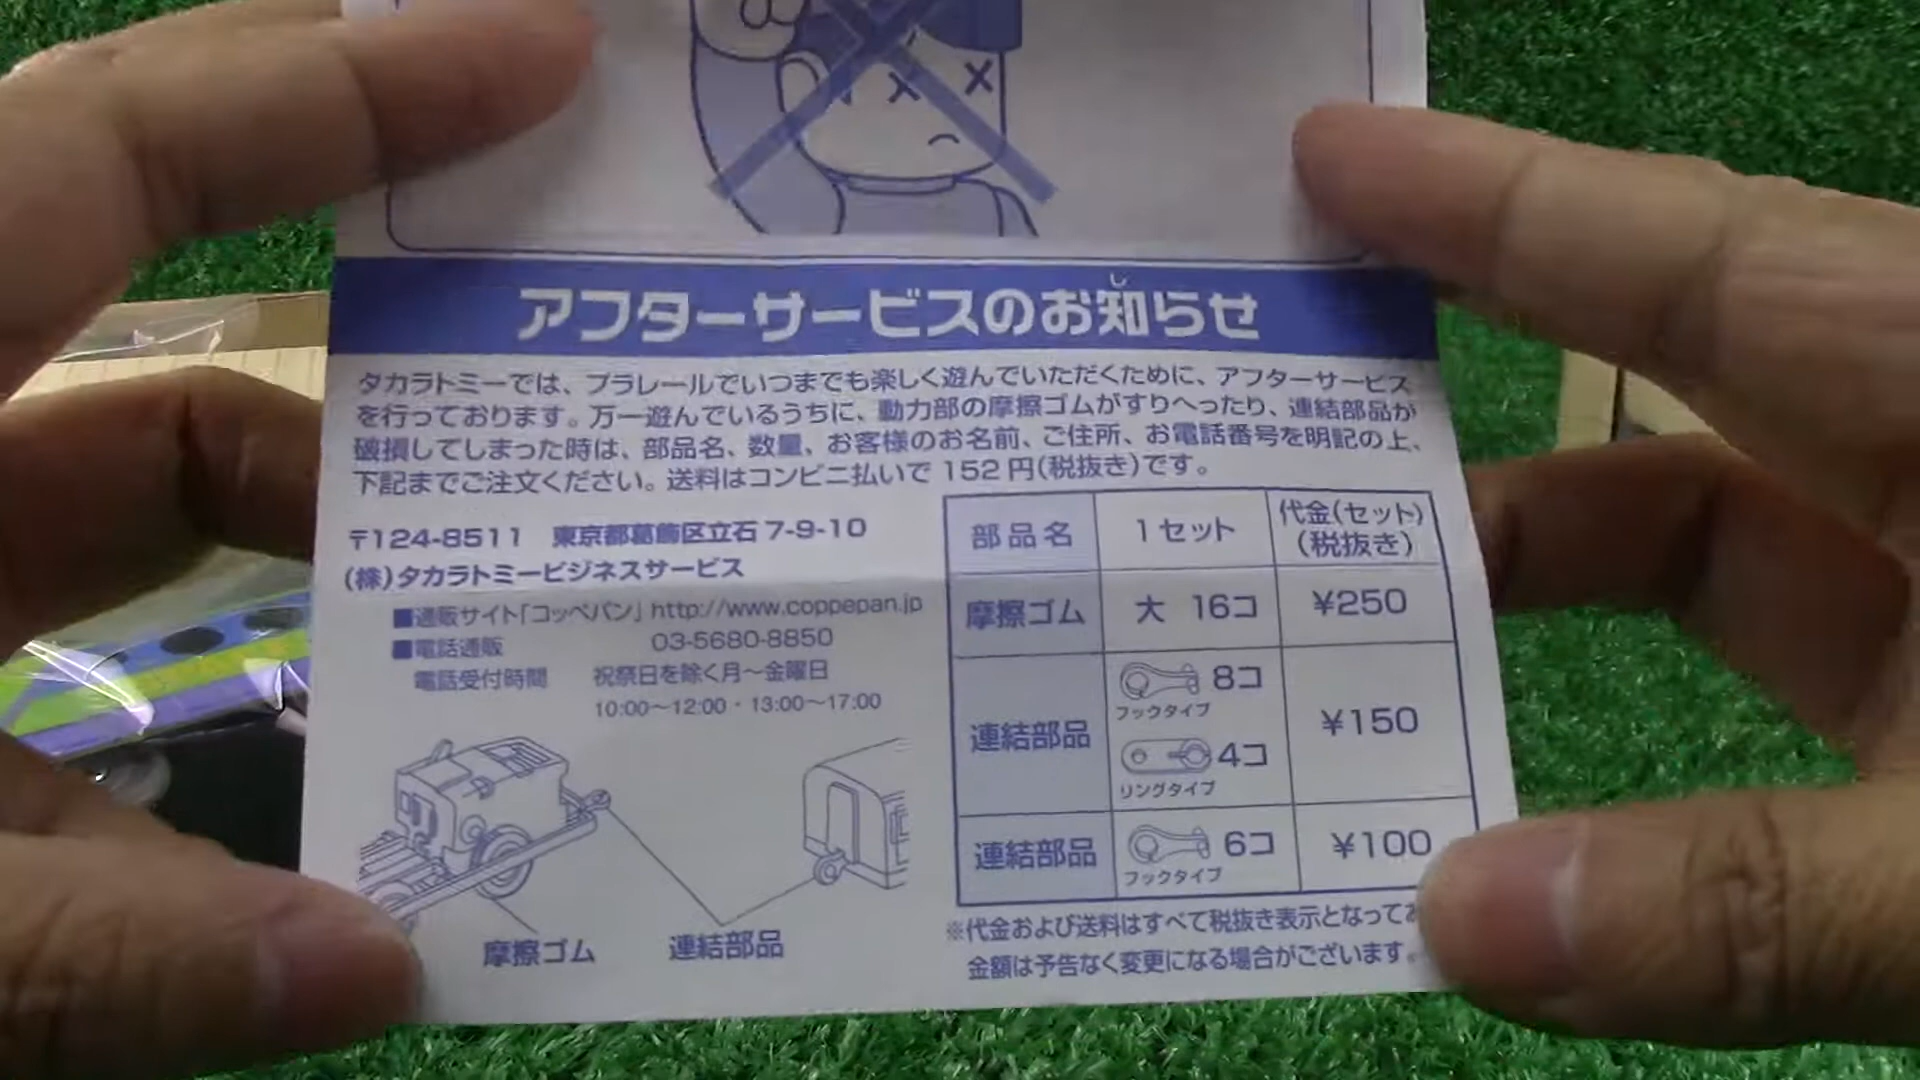 し
アフターサービスのお知らせ
タカラトミーでは、プラレールでいつまでも楽しく遊んでいただくために、アフターサービス
を行っております。万一遊んでいるうちに、動力部の摩擦ゴムがすりへったり、連結部品が
破損してしまった時は、部品名、数量、お客様のお名前、ご住所、お電話番号を明記の上、
下記までご注文ください。送料はコンビニ払いで152円(税抜き)です。
〒124-8511 東京都葛飾区立石7-9-10
(株)タカラトミービジネスサービス
■通販サイト「コッペパン」 http://www.coppepan.jp
■電話通販 03-5680-8850
電話受付時間 祝祭日を除く月〜金曜日
10:00〜12:00・13:00〜17:00
摩擦ゴム 連結部品
部品名 1セット 代金(セット)
(税抜き)
摩擦ゴム 大 16コ ¥250
連結部品 8コ ¥150
フックタイプ
4コ
リングタイプ
連結部品 6コ ¥100
フックタイプ
※代金および送料はすべて税抜き表示となって
金額は予告なく変更になる場合がございます。